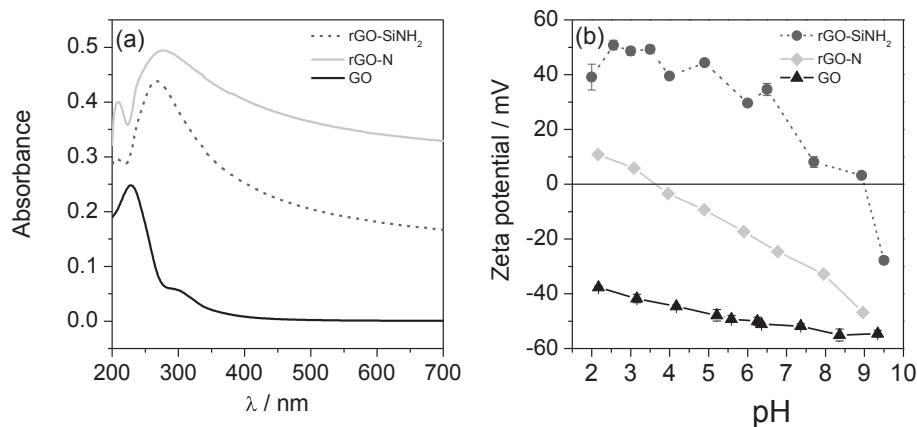 (a)
rGO-SiNH₂
rGO-N
GO
0.5
0.4
0.3
0.2
0.1
0.0
Absorbance
200 300 400 500 600 700
λ / nm
(b)
rGO-SiNH₂
rGO-N
GO
60
40
20
0
-20
-40
-60
Zeta potential / mV
2 3 4 5 6 7 8 9 10
pH